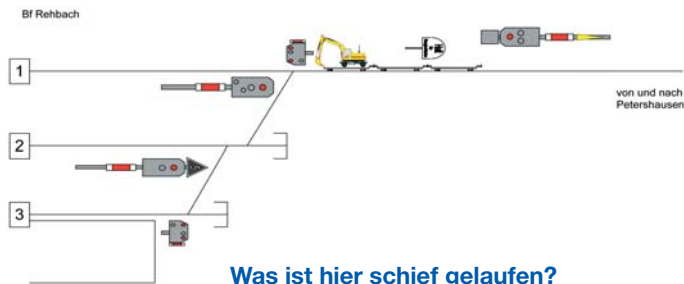 Bf Rehbach
1
von und nach
Petershausen
2
3
Was ist hier schief gelaufen?